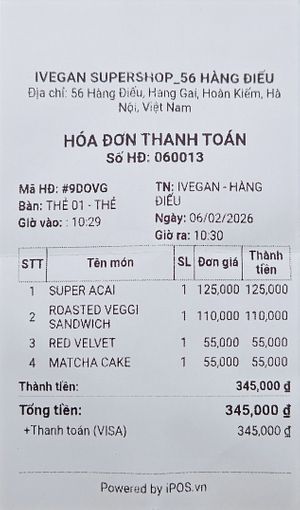 IVEGAN SUPERSHOP_56 HÀNG ĐIẾU
Địa chỉ: 56 Hàng Điếu, Hang Gai, Hoàn Kiếm, Hà
Nội, Việt Nam
HÓA ĐƠN THANH TOÁN
Số HĐ: 060013
Mã HĐ: #9DOVG
TN: IVEGAN - HÀNG
ĐIẾU
Bàn: THẺ 01 - THẺ
Ngày: 06/02/2026
Giờ vào: : 10:29
Giờ ra: 10:30
STT Tên món SL Đơn giá Thành tiền
1 SUPER ACAI 1 125,000 125,000
2 ROASTED VEGGI SANDWICH 1 110,000 110,000
3 RED VELVET 1 55,000 55,000
4 MATCHA CAKE 1 55,000 55,000
Thành tiền: 345,000 ₫
Tổng tiền: 345,000 ₫
+Thanh toán (VISA) 345,000 ₫
Powered by iPOS.vn